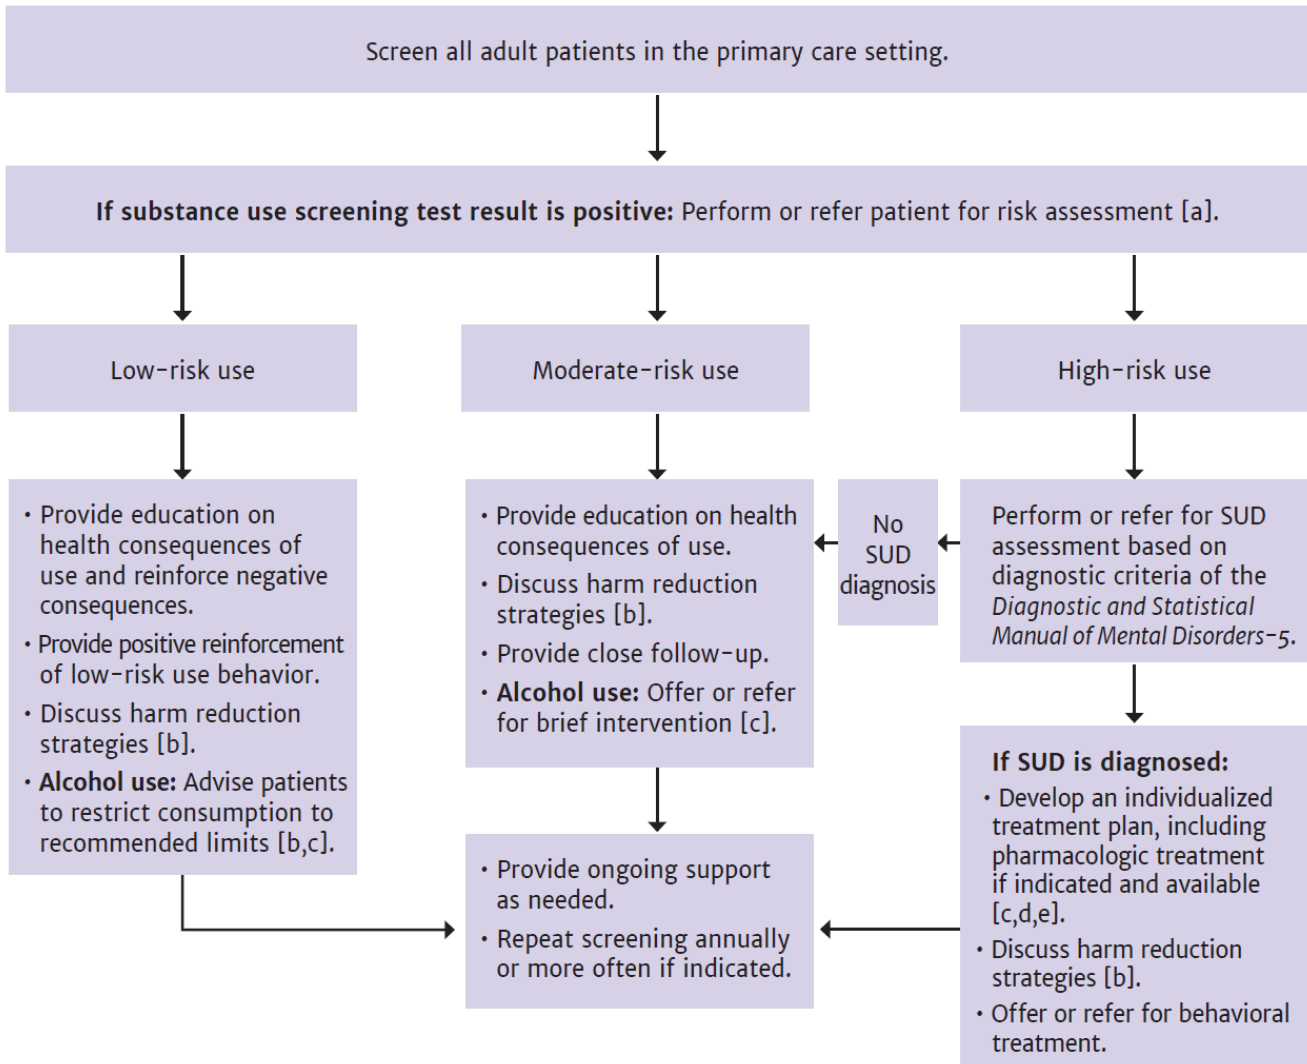 Screen all adult patients in the primary care setting.
If substance use screening test result is positive: Perform or refer patient for risk assessment [a].
Low-risk use
Moderate-risk use
High-risk use
• Provide education on
health consequences of
use and reinforce negative
consequences.
• Provide positive reinforcement
of low-risk use behavior.
• Discuss harm reduction
strategies [b].
• Alcohol use: Advise patients
to restrict consumption to
recommended limits [b,c].
• Provide education on health
consequences of use.
• Discuss harm reduction
strategies [b].
• Provide close follow-up.
• Alcohol use: Offer or refer
for brief intervention [c].
No
SUD
diagnosis
Perform or refer for SUD
assessment based on
diagnostic criteria of the
Diagnostic and Statistical
Manual of Mental Disorders-5.
• Provide ongoing support
as needed.
• Repeat screening annually
or more often if indicated.
If SUD is diagnosed:
• Develop an individualized
treatment plan, including
pharmacologic treatment
if indicated and available
[c,d,e].
• Discuss harm reduction
strategies [b].
• Offer or refer for behavioral
treatment.